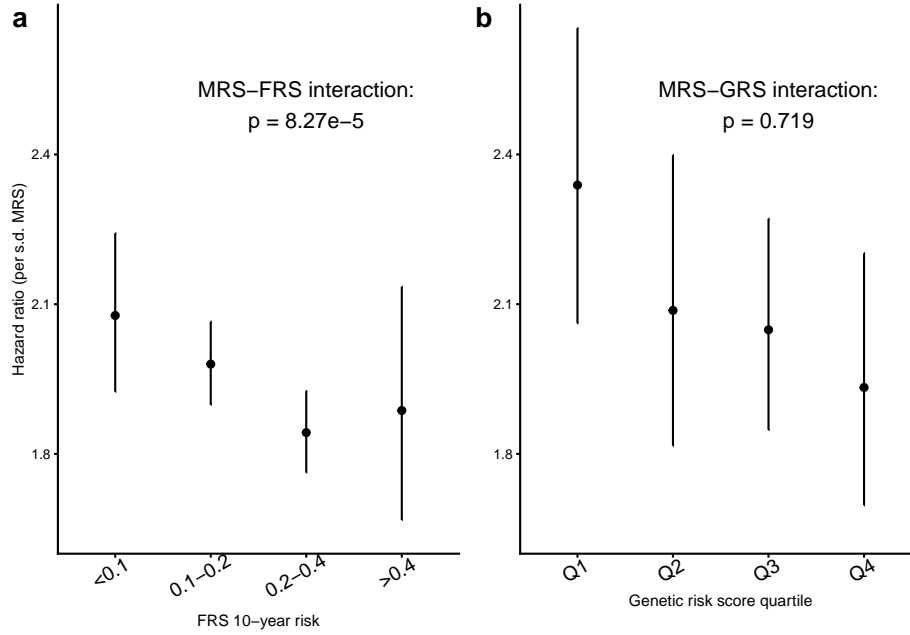 a
MRS−FRS interaction:
p = 8.27e−5
2.4
2.1
1.8
Hazard ratio (per s.d. MRS)
<0.1
0.1−0.2
0.2−0.4
>0.4
FRS 10−year risk
b
MRS−GRS interaction:
p = 0.719
2.4
2.1
1.8
Q1
Q2
Q3
Q4
Genetic risk score quartile